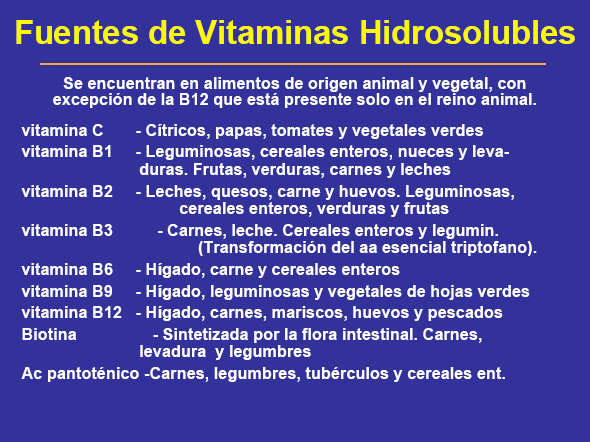 Fuentes de Vitaminas Hidrosolubles
Se encuentran en alimentos de origen animal y vegetal, con
excepción de la B12 que está presente solo en el reino animal.
vitamina C - Cítricos, papas, tomates y vegetales verdes
vitamina B1 - Leguminosas, cereales enteros, nueces y leva-
duras. Frutas, verduras, carnes y leches
vitamina B2 - Leches, quesos, carne y huevos. Leguminosas,
cereales enteros, verduras y frutas
vitamina B3 - Carnes, leche. Cereales enteros y legumin.
(Transformación del aa esencial triptofano).
vitamina B6 - Hígado, carne y cereales enteros
vitamina B9 - Hígado, leguminosas y vegetales de hojas verdes
vitamina B12 - Hígado, carnes, mariscos, huevos y pescados
Biotina - Sintetizada por la flora intestinal. Carnes,
levadura y legumbres
Ac pantoténico -Carnes, legumbres, tubérculos y cereales ent.